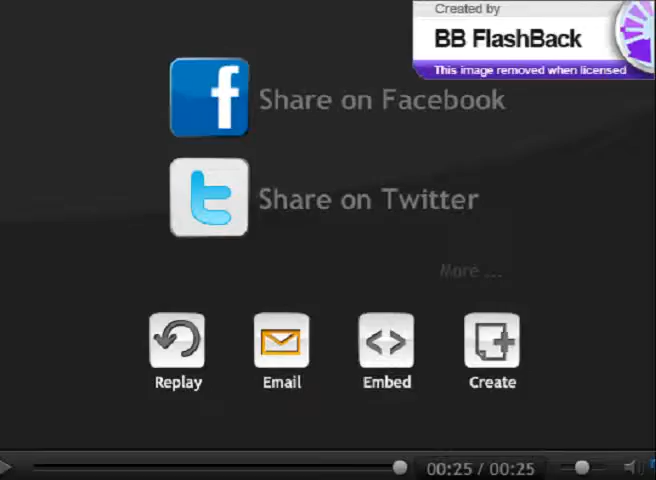 Created by
BB FlashBack
This image removed when licensed
f Share on Facebook
t Share on Twitter
More ...
Replay Email Embed Create
00:25 / 00:25